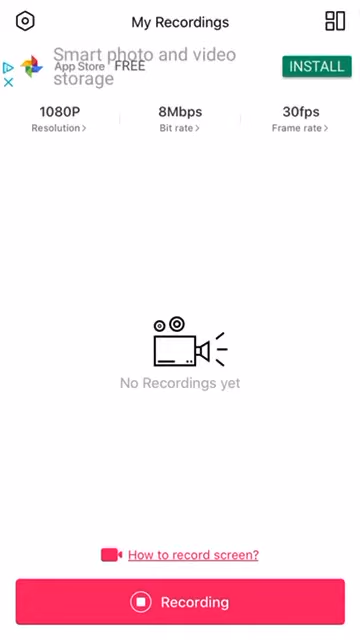 My Recordings
Smart photo and video
storage
App Store FREE
INSTALL
1080P 8Mbps 30fps
Resolution> Bit rate> Frame rate>
No Recordings yet
How to record screen?
Recording